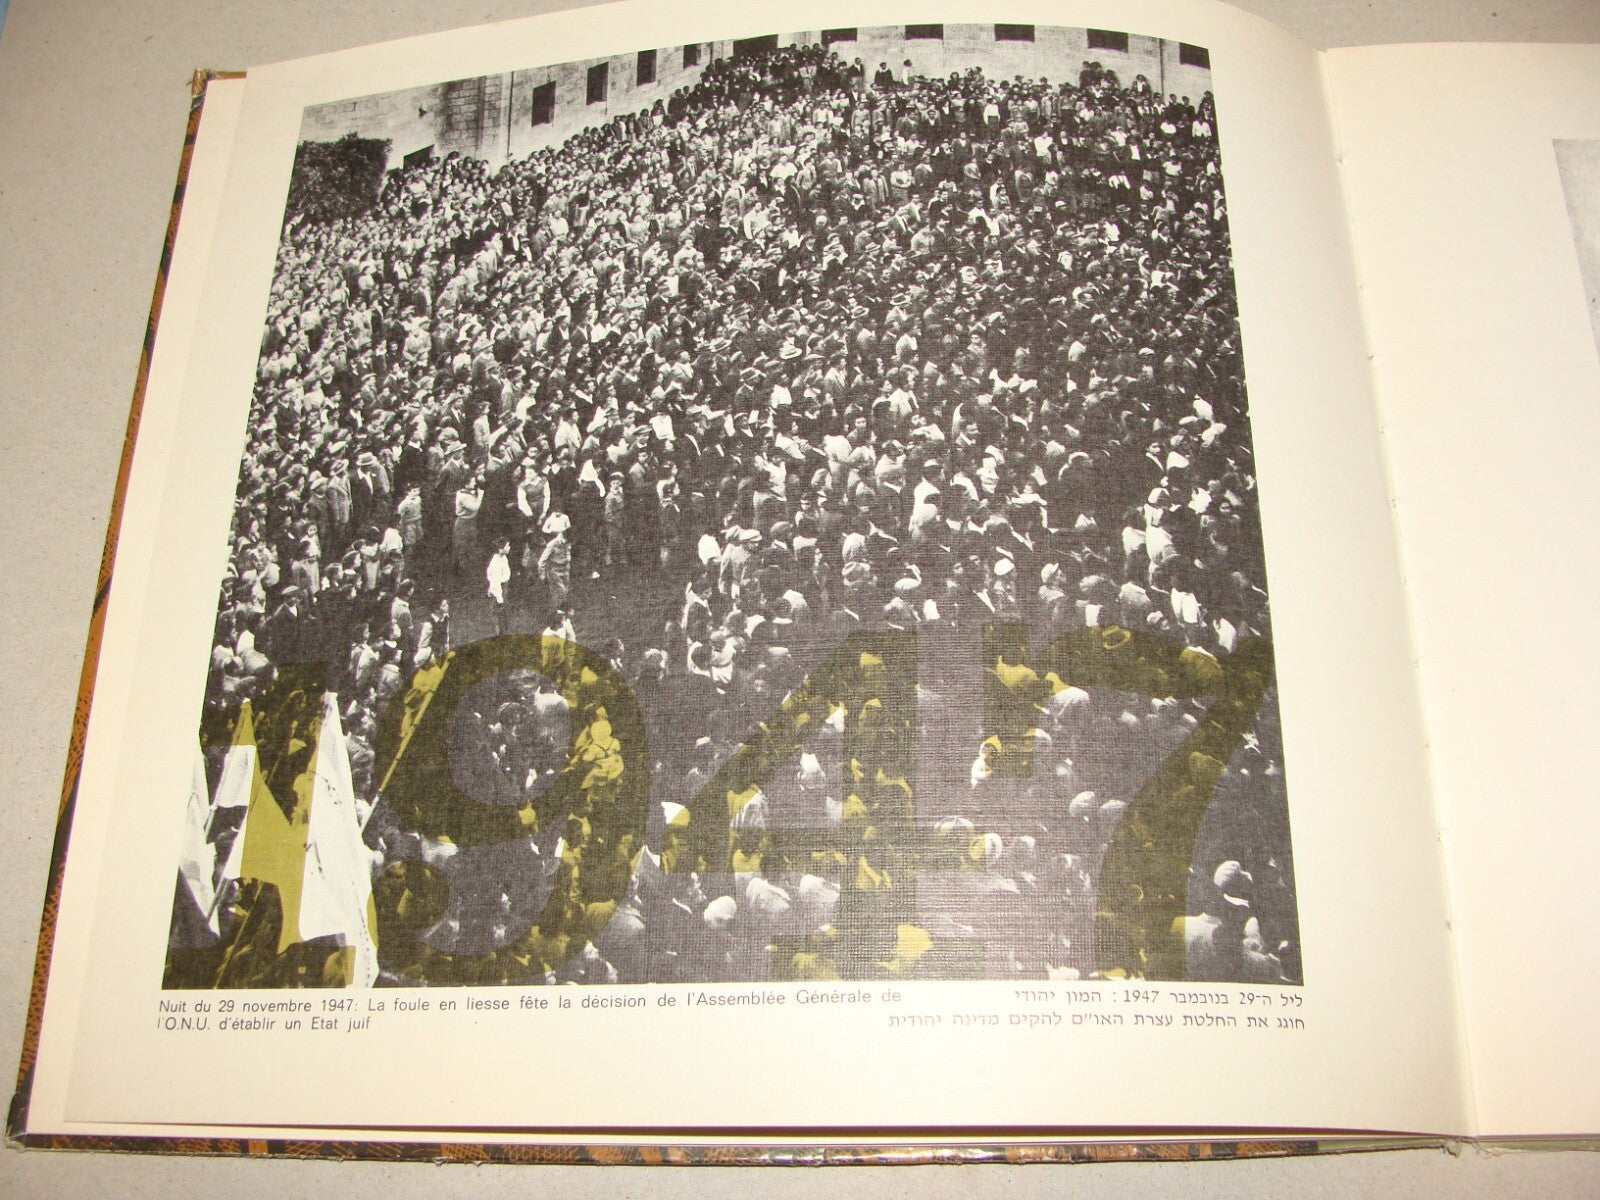 1947
Nuit du 29 novembre 1947: La foule en liesse fête la décision de l'Assemblée Générale de
l'O.N.U. d'établir un Etat juif
ליל ה-29 בנובמבר 1947 : המון יהודי
חוגג את החלטת עצרת האו"ם להקים מדינה יהודית